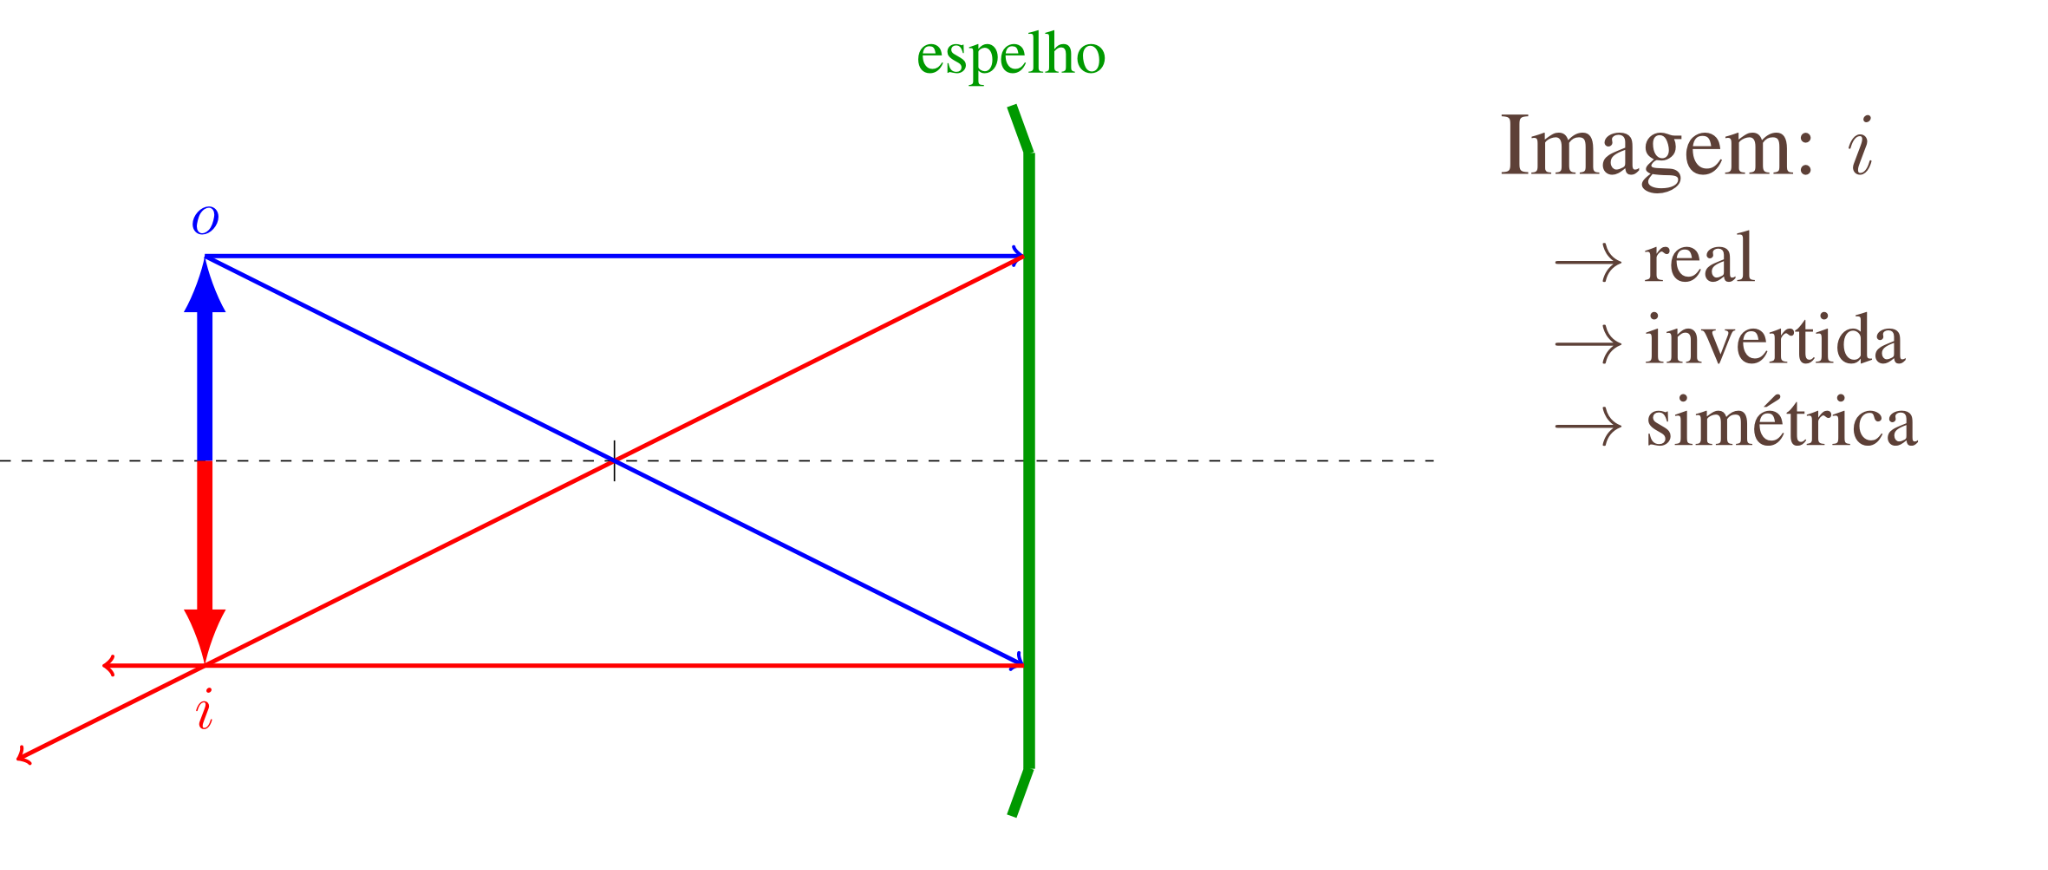 espelho
o
i
Imagem: i
→ real
→ invertida
→ simétrica